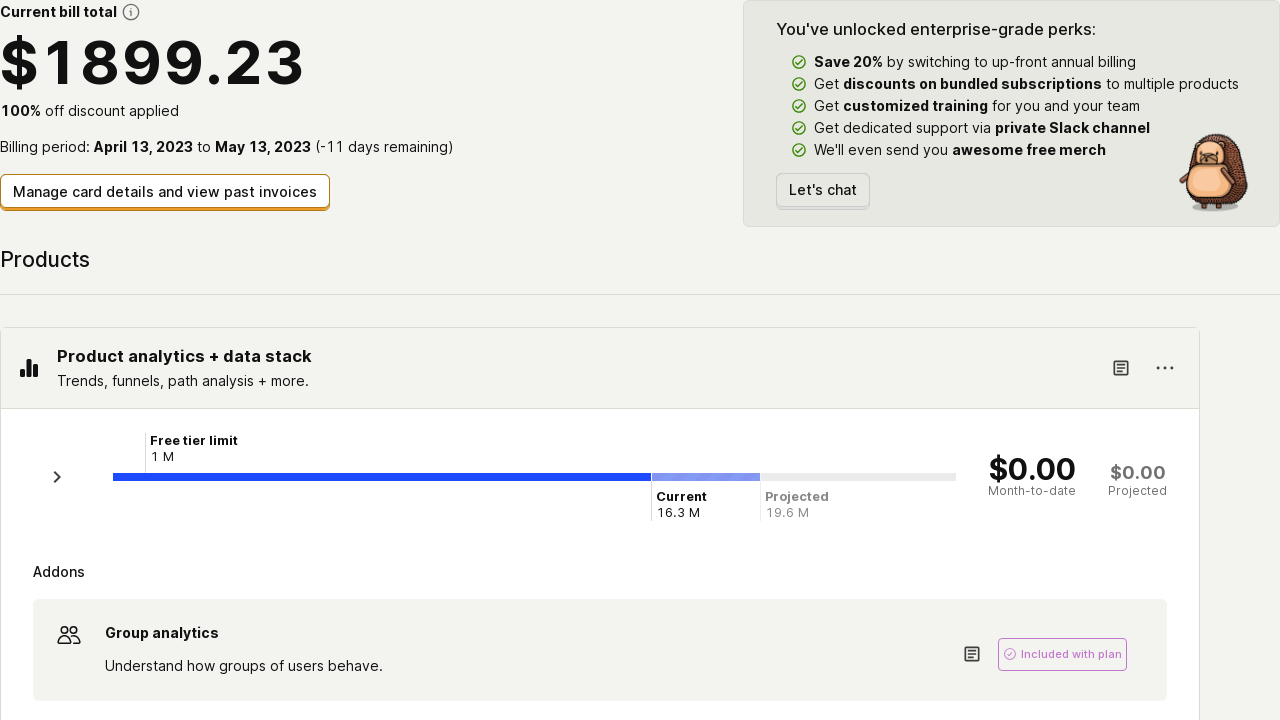 Current bill total
$1899.23
100% off discount applied
Billing period: April 13, 2023 to May 13, 2023 (-11 days remaining)
Manage card details and view past invoices
You've unlocked enterprise-grade perks:
Save 20% by switching to up-front annual billing
Get discounts on bundled subscriptions to multiple products
Get customized training for you and your team
Get dedicated support via private Slack channel
We'll even send you awesome free merch
Let's chat
Products
Product analytics + data stack
Trends, funnels, path analysis + more.
Free tier limit
1 M
Current
16.3 M
Projected
19.6 M
$0.00
Month-to-date
$0.00
Projected
Addons
Group analytics
Understand how groups of users behave.
Included with plan